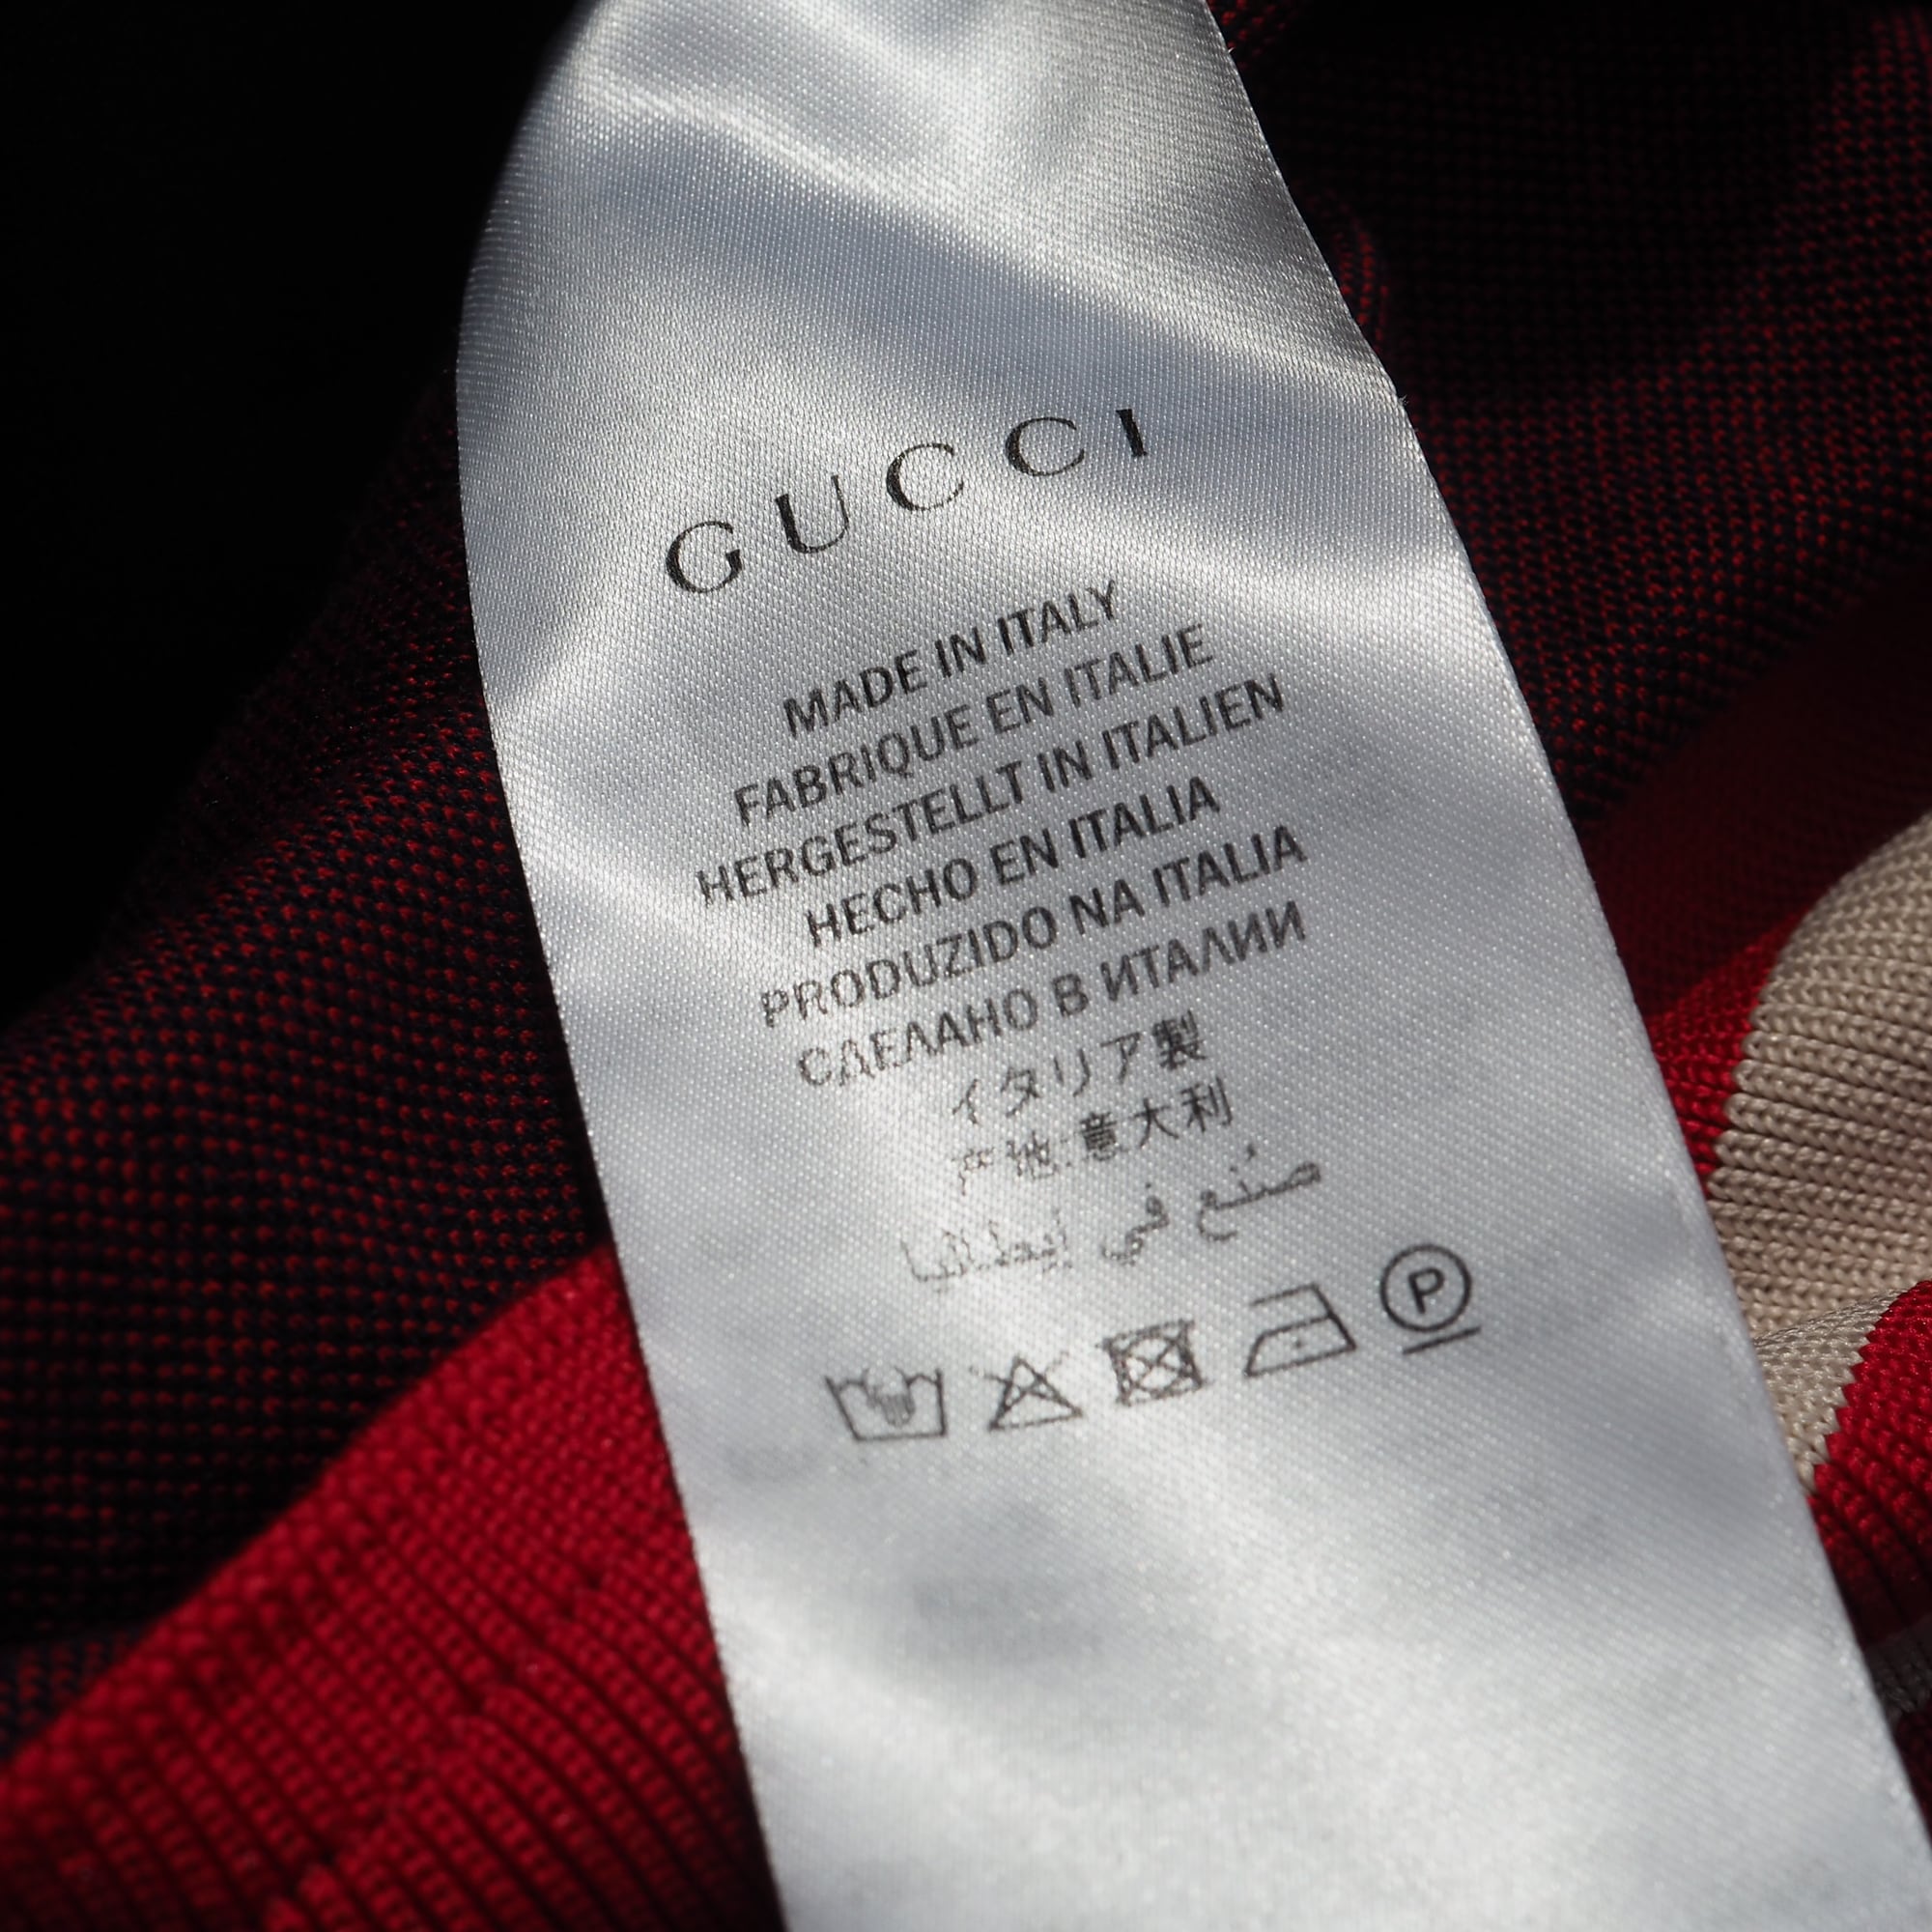 GUCCI
MADE IN ITALY
FABRIQUE EN ITALIE
HERGESTELLT IN ITALIEN
HECHO EN ITALIA
PRODUZIDO NA ITALIA
СДЕЛАНО В ИТАЛИИ
イタリア製
产地:意大利
صُنع في إيطاليا
P